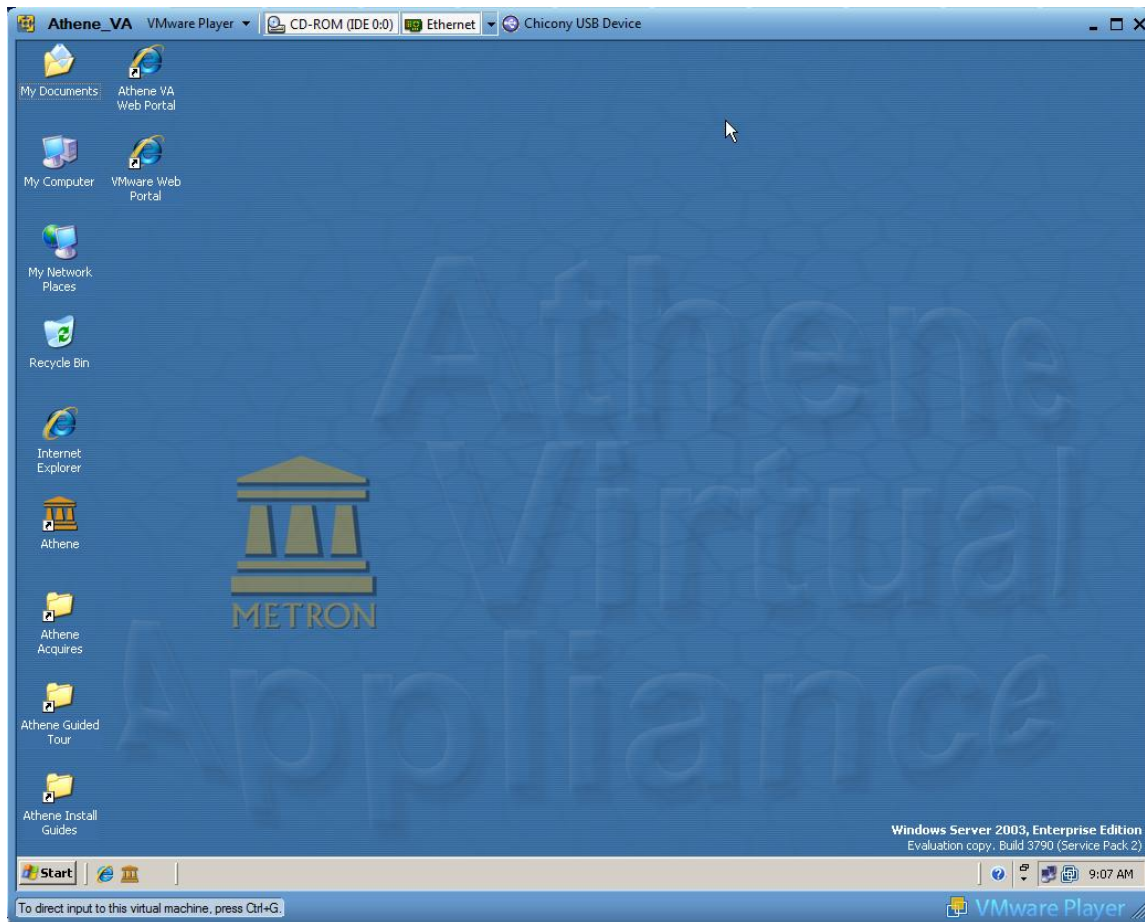 Athene_VA VMware Player CD-ROM (IDE 0:0) Ethernet Chicony USB Device
My Documents
Athene VA
Web Portal
My Computer
VMware Web
Portal
My Network
Places
Recycle Bin
Internet
Explorer
Athene
Athene
Acquires
Athene Guided
Tour
Athene Install
Guides
METRON
Athene
Virtual
Appliance
Windows Server 2003, Enterprise Edition
Evaluation copy. Build 3790 (Service Pack 2)
Start 9:07 AM
To direct input to this virtual machine, press Ctrl+G. VMware Player